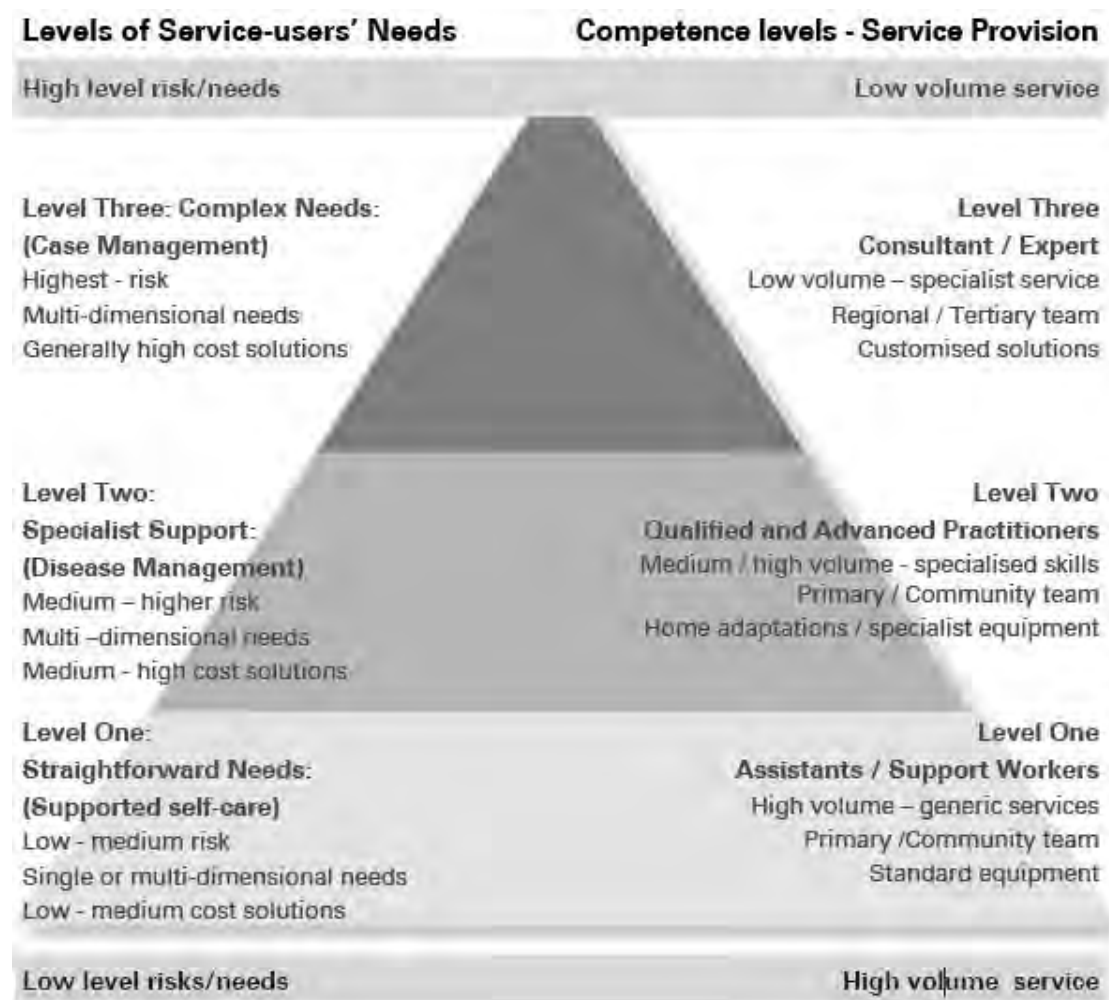 Levels of Service-users' Needs
Competence levels - Service Provision
High level risk/needs
Low volume service
Level Three: Complex Needs:
(Case Management)
Highest - risk
Multi-dimensional needs
Generally high cost solutions
Level Three
Consultant / Expert
Low volume – specialist service
Regional / Tertiary team
Customised solutions
Level Two:
Specialist Support:
(Disease Management)
Medium – higher risk
Multi –dimensional needs
Medium - high cost solutions
Level Two
Qualified and Advanced Practitioners
Medium / high volume - specialised skills
Primary / Community team
Home adaptations / specialist equipment
Level One:
Straightforward Needs:
(Supported self-care)
Low - medium risk
Single or multi-dimensional needs
Low - medium cost solutions
Level One
Assistants / Support Workers
High volume – generic services
Primary /Community team
Standard equipment
Low level risks/needs
High volume service